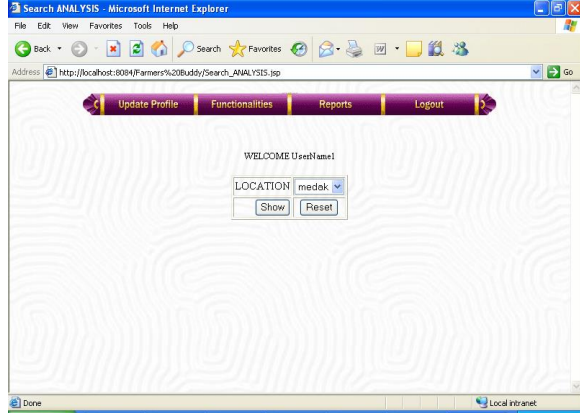 Search ANALYSIS - Microsoft Internet Explorer
File Edit View Favorites Tools Help
Back Search Favorites
Address http://localhost:8084/Farmers%20Buddy/Search_ANALYSIS.jsp Go
Update Profile Functionalities Reports Logout
WELCOME UserName1
LOCATION medak
Show Reset
Done Local intranet